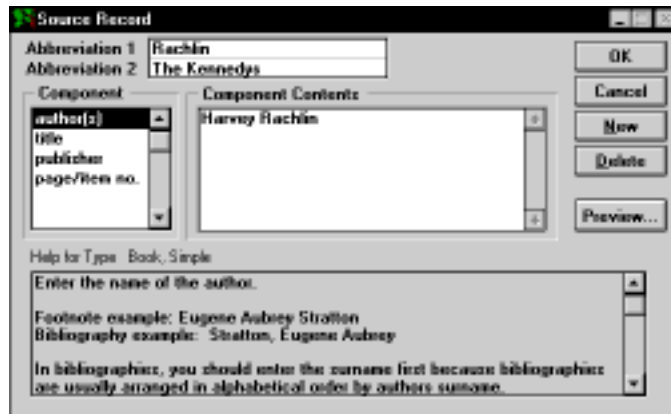 Source Record
Abbreviation 1 Rachlin
Abbreviation 2 The Kennedys
OK
Component
Component Contents
Cancel
author(s)
Harvey Rachlin
title
New
publisher
page/item no.
Delete
Preview...
Help for Type Book, Simple
Enter the name of the author.
Footnote example: Eugene Aubrey Stratton
Bibliography example: Stratton, Eugene Aubrey
In bibliographies, you should enter the surname first because bibliographies
are usually arranged in alphabetical order by authors surname.